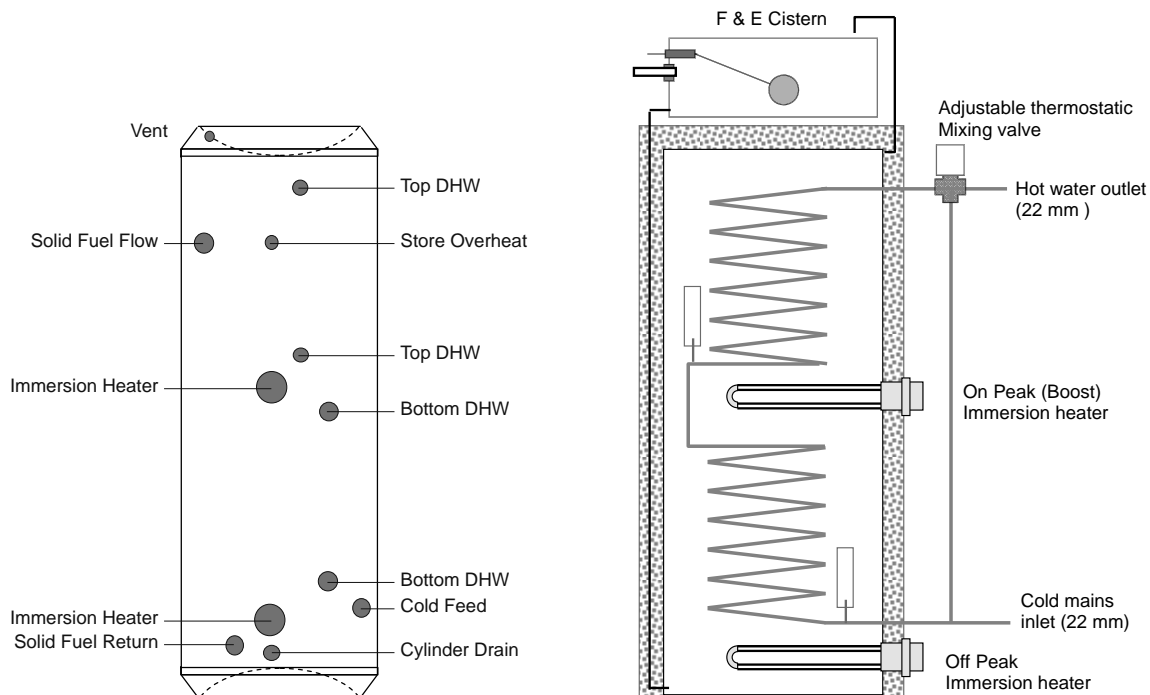 Vent
Top DHW
Solid Fuel Flow
Store Overheat
Top DHW
Immersion Heater
Bottom DHW
Bottom DHW
Cold Feed
Immersion Heater
Solid Fuel Return
Cylinder Drain
F & E Cistern
Adjustable thermostatic
Mixing valve
Hot water outlet
(22 mm )
On Peak (Boost)
Immersion heater
Cold mains
inlet (22 mm)
Off Peak
Immersion heater